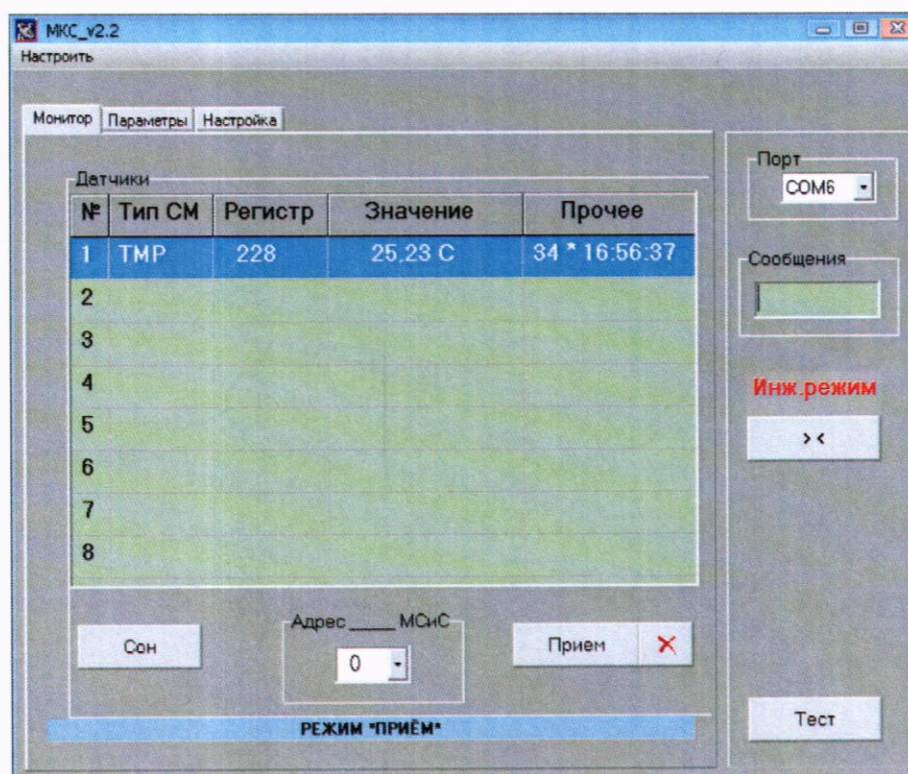 МКС_v2.2
Настроить
Монитор Параметры Настройка
Датчики
№ Тип СМ Регистр Значение Прочее
1 TMP 228 25,23 C 34 * 16:56:37
2
3
4
5
6
7
8
Сон
Адрес ____ МСиС
0
Прием
РЕЖИМ "ПРИЁМ"
Порт
COM6
Сообщения
Инж.режим
> <
Тест